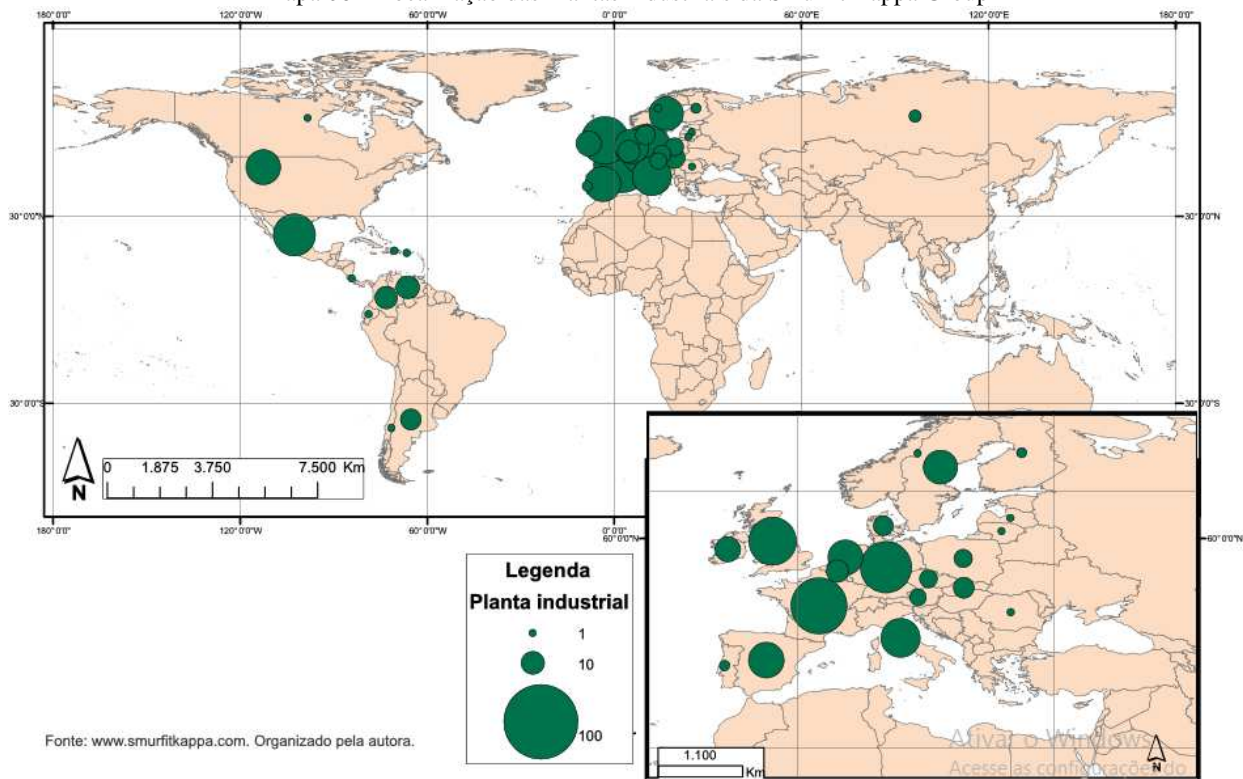 180°0'0"
120°0'0"W
60°0'0"W
0°0'0"
60°0'0"E
120°0'0"E
180°0'0"
30°0'0"N
30°0'0"N
30°0'0"S
30°0'0"S
N
0 1.875 3.750 7.500 Km
180°0'0"
120°0'0"W
60°0'0"W
0°0'0"
60°0'0"N
60°0'0"N
Legenda
Planta industrial
1
10
100
Fonte: www.smurfitkappa.com. Organizado pela autora.
1.100
Km
N
Ativar o Windows
Acesse as configurações do